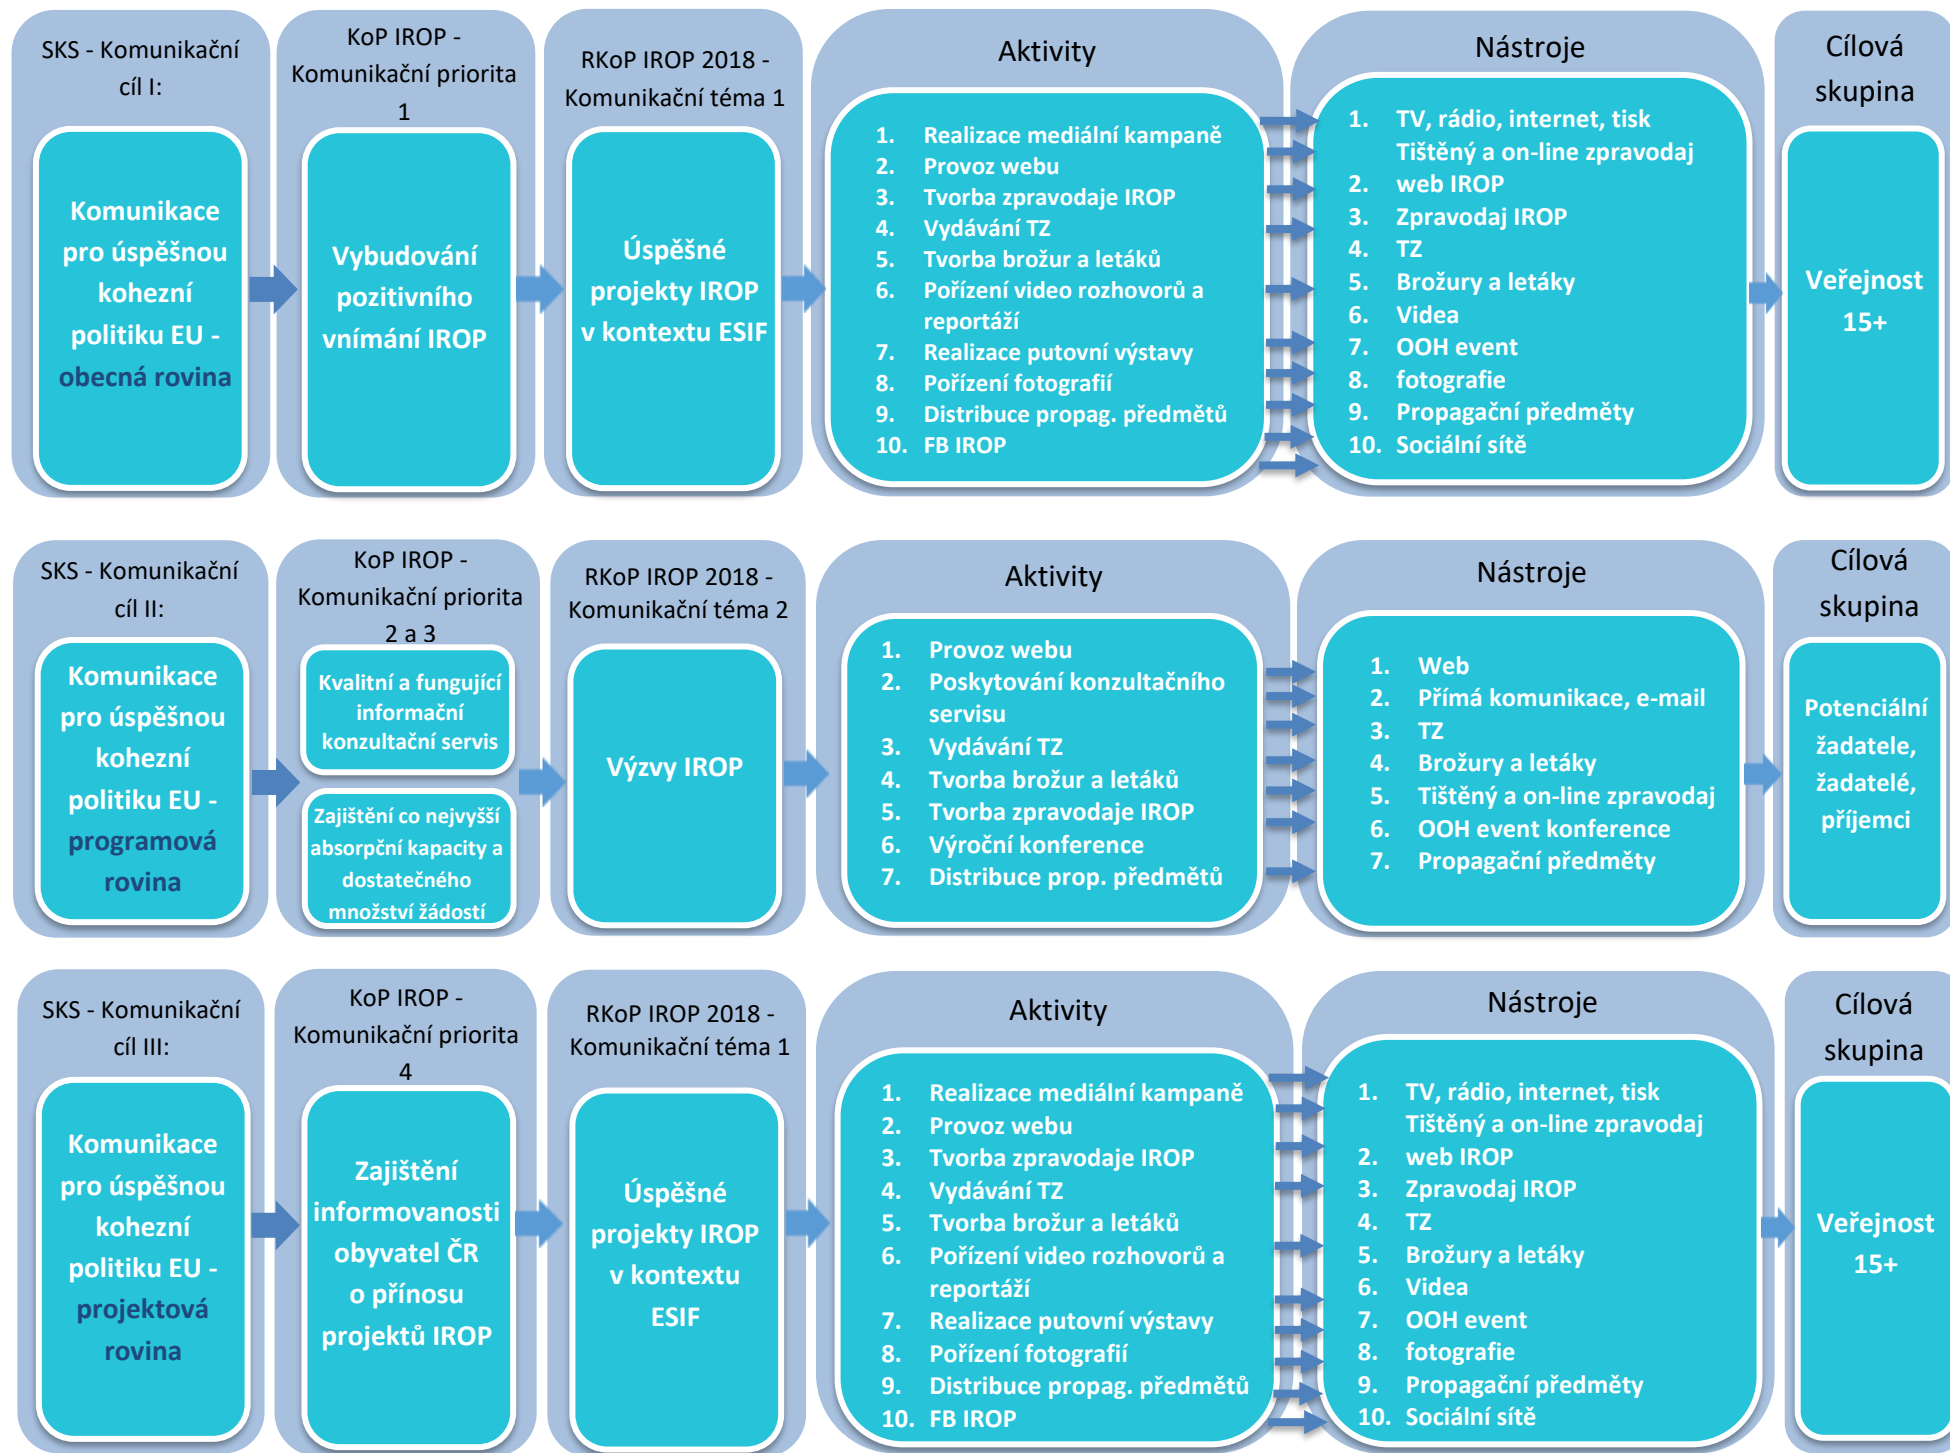 SKS - Komunikační
cíl I:
Komunikace
pro úspěšnou
kohezní
politiku EU -
obecná rovina
KoP IROP -
Komunikační priorita
1
Vybudování
pozitivního
vnímání IROP
RKoP IROP 2018 -
Komunikační téma 1
Úspěšné
projekty IROP
v kontextu ESIF
Aktivity
1. Realizace mediální kampaně
2. Provoz webu
3. Tvorba zpravodaje IROP
4. Vydávání TZ
5. Tvorba brožur a letáků
6. Pořízení video rozhovorů a
reportáží
7. Realizace putovní výstavy
8. Pořízení fotografií
9. Distribuce propag. předmětů
10. FB IROP
Nástroje
1. TV, rádio, internet, tisk
Tištěný a on-line zpravodaj
2. web IROP
3. Zpravodaj IROP
4. TZ
5. Brožury a letáky
6. Videa
7. OOH event
8. fotografie
9. Propagační předměty
10. Sociální sítě
Cílová
skupina
Veřejnost
15+
SKS - Komunikační
cíl II:
Komunikace
pro úspěšnou
kohezní
politiku EU -
programová
rovina
KoP IROP -
Komunikační priorita
2 a 3
Kvalitní a fungující
informační
konzultační servis
Zajištění co nejvyšší
absorpční kapacity a
dostatečného
množství žádostí
RKoP IROP 2018 -
Komunikační téma 2
Výzvy IROP
Aktivity
1. Provoz webu
2. Poskytování konzultačního
servisu
3. Vydávání TZ
4. Tvorba brožur a letáků
5. Tvorba zpravodaje IROP
6. Výroční konference
7. Distribuce prop. předmětů
Nástroje
1. Web
2. Přímá komunikace, e-mail
3. TZ
4. Brožury a letáky
5. Tištěný a on-line zpravodaj
6. OOH event konference
7. Propagační předměty
Cílová
skupina
Potenciální
žadatele,
žadatelé,
příjemci
SKS - Komunikační
cíl III:
Komunikace
pro úspěšnou
kohezní
politiku EU -
projektová
rovina
KoP IROP -
Komunikační priorita
4
Zajištění
informovanosti
obyvatel ČR
o přínosu
projektů IROP
RKoP IROP 2018 -
Komunikační téma 1
Úspěšné
projekty IROP
v kontextu
ESIF
Aktivity
1. Realizace mediální kampaně
2. Provoz webu
3. Tvorba zpravodaje IROP
4. Vydávání TZ
5. Tvorba brožur a letáků
6. Pořízení video rozhovorů a
reportáží
7. Realizace putovní výstavy
8. Pořízení fotografií
9. Distribuce propag. předmětů
10. FB IROP
Nástroje
1. TV, rádio, internet, tisk
Tištěný a on-line zpravodaj
2. web IROP
3. Zpravodaj IROP
4. TZ
5. Brožury a letáky
6. Videa
7. OOH event
8. fotografie
9. Propagační předměty
10. Sociální sítě
Cílová
skupina
Veřejnost
15+